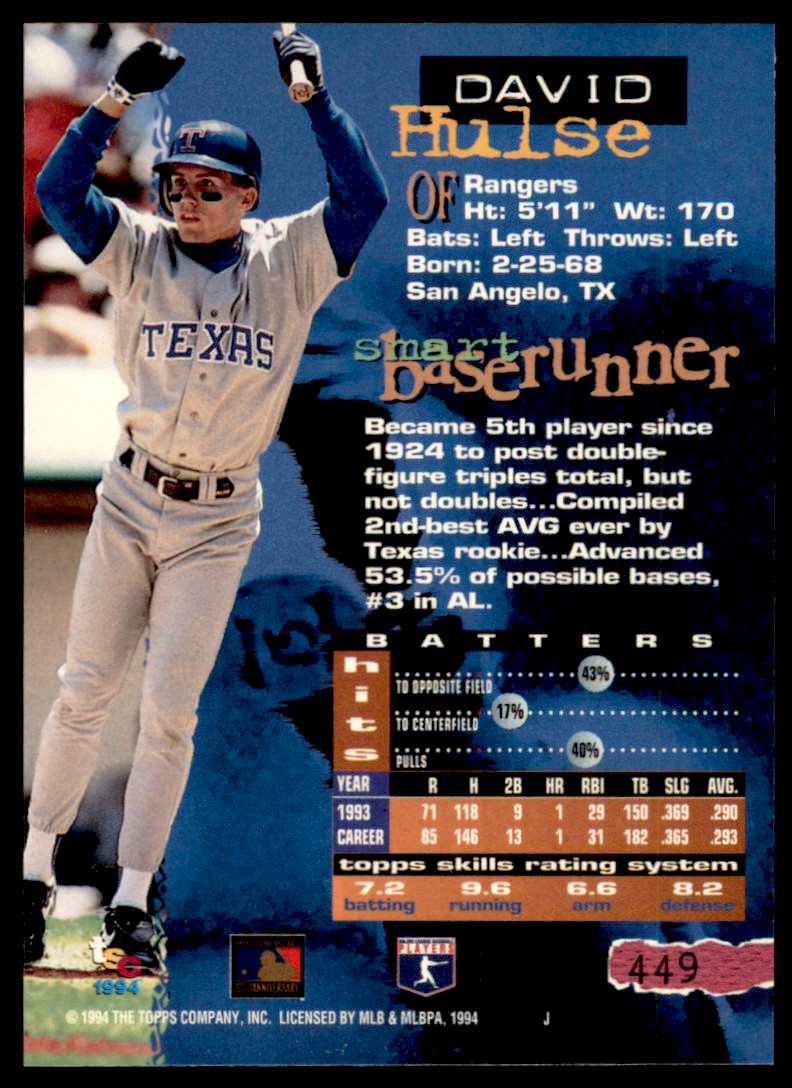 DAVID
Hulse
OF Rangers
Ht: 5'11" Wt: 170
Bats: Left Throws: Left
Born: 2-25-68
San Angelo, TX
smart
baserunner
Became 5th player since
1924 to post double-
figure triples total, but
not doubles...Compiled
2nd-best AVG ever by
Texas rookie...Advanced
53.5% of possible bases,
#3 in AL.
T
TEXAS
BATTERS
hits
TO OPPOSITE FIELD 43%
TO CENTERFIELD 17%
PULLS 40%
YEAR R H 2B HR RBI TB SLG AVG.
1993 71 118 9 1 29 150 .369 .290
CAREER 85 146 13 1 31 182 .365 .293
topps skills rating system
7.2 9.6 6.6 8.2
batting running arm defense
tsc
1994
PLAYERS
449
© 1994 THE TOPPS COMPANY, INC. LICENSED BY MLB & MLBPA, 1994 J